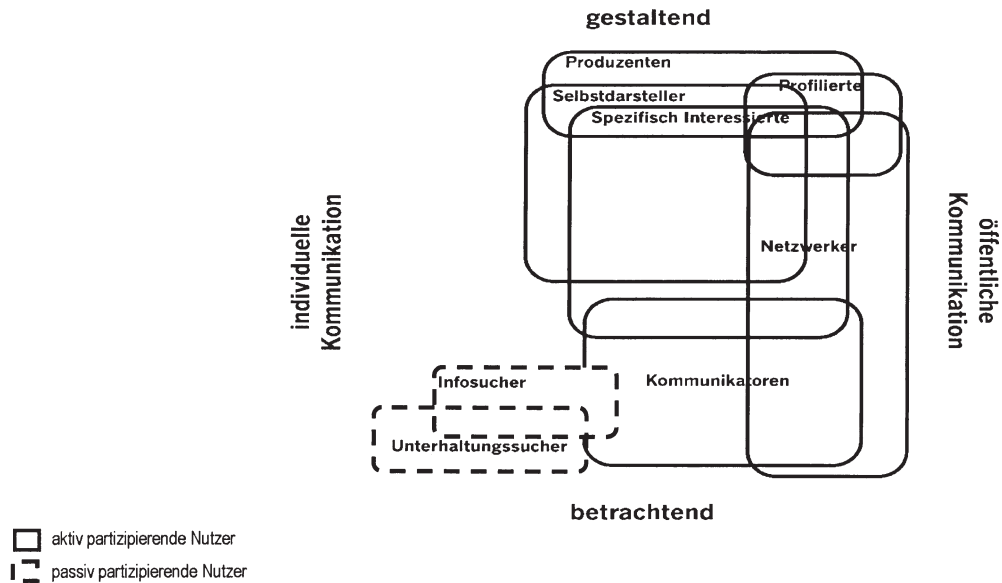 gestaltend
Produzenten
Profilierte
Selbstdarsteller
Spezifisch Interessierte
individuelle
Kommunikation
öffentliche
Kommunikation
Netzwerker
Infosucher
Kommunikatoren
Unterhaltungssucher
betrachtend
aktiv partizipierende Nutzer
passiv partizipierende Nutzer